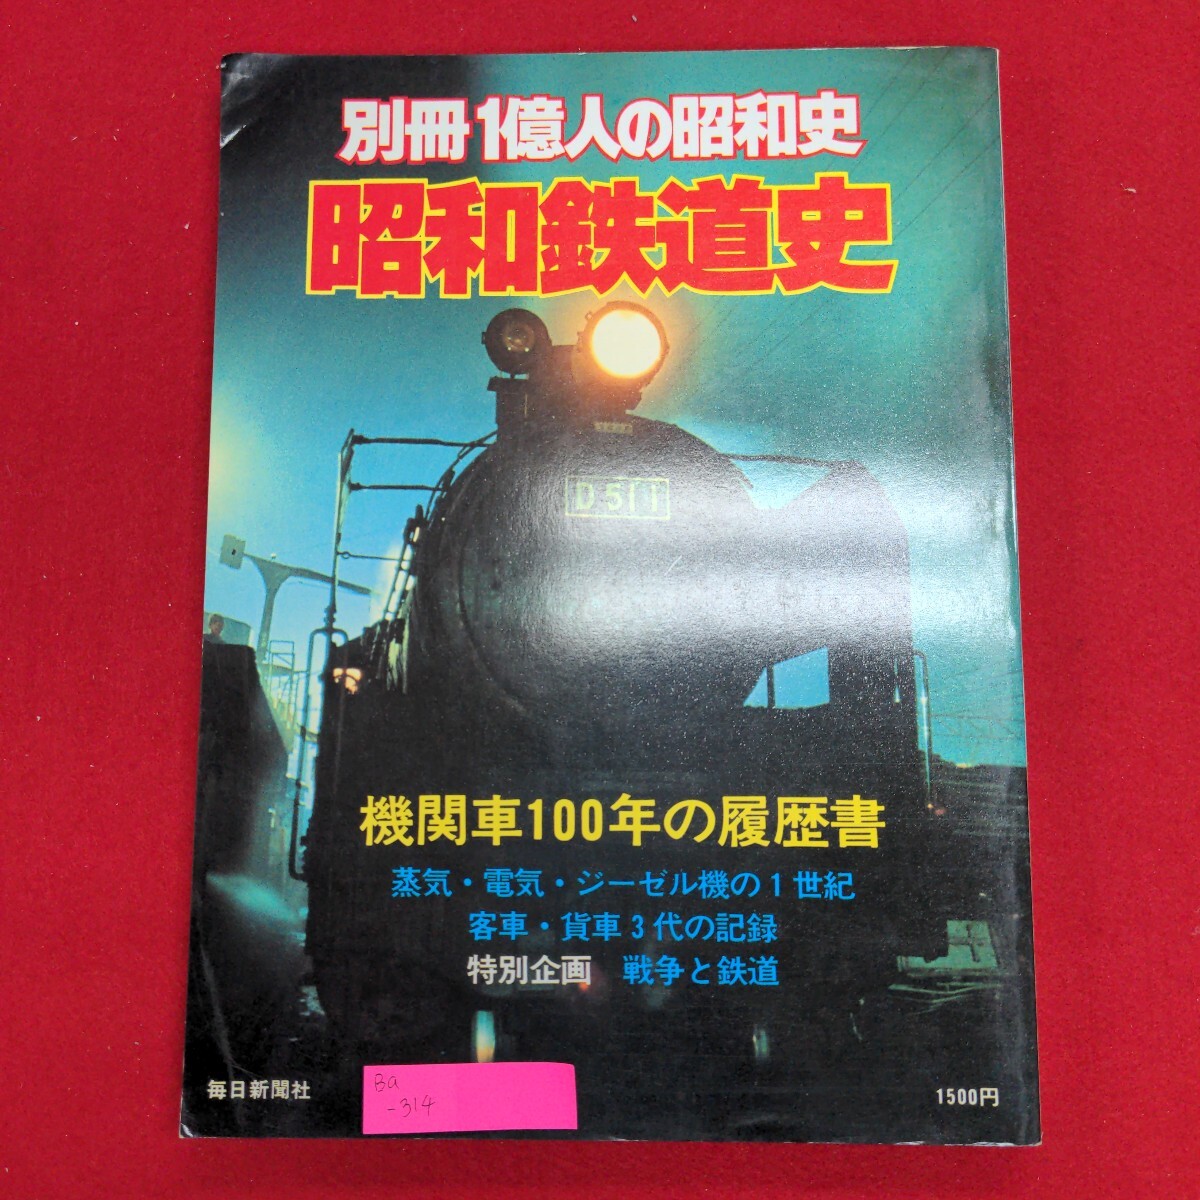 別冊1億人の昭和史
昭和鉄道史
D511
機関車100年の履歴書
蒸気・電気・ジーゼル機の1世紀
客車・貨車3代の記録
特別企画 戦争と鉄道
毎日新聞社
Ba
-314
1500円